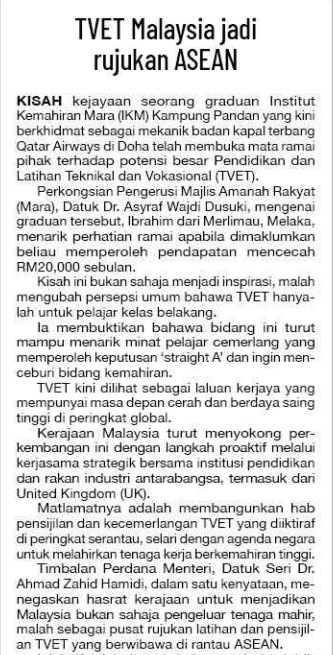 TVET Malaysia jadi
rujukan ASEAN
KISAH kejayaan seorang graduan Institut
Kemahiran Mara (IKM) Kampung Pandan yang kini
berkhidmat sebagai mekanik badan kapal terbang
Qatar Airways di Doha telah membuka mata ramai
pihak terhadap potensi besar Pendidikan dan
Latihan Teknikal dan Vokasional (TVET).
Perkongsian Pengerusi Majlis Amanah Rakyat
(Mara), Datuk Dr. Asyraf Wajdi Dusuki, mengenai
graduan tersebut, Ibrahim dari Merlimau, Melaka,
menarik perhatian ramai apabila dimaklumkan
beliau memperoleh pendapatan mencecah
RM20,000 sebulan.
Kisah ini bukan sahaja menjadi inspirasi, malah
mengubah persepsi umum bahawa TVET hanya-
lah untuk pelajar kelas belakang.
Ia membuktikan bahawa bidang ini turut
mampu menarik minat pelajar cemerlang yang
memperoleh keputusan 'straight A' dan ingin men-
ceburi bidang kemahiran.
TVET kini dilihat sebagai laluan kerjaya yang
mempunyai masa depan cerah dan berdaya saing
tinggi di peringkat global.
Kerajaan Malaysia turut menyokong per-
kembangan ini dengan langkah proaktif melalui
kerjasama strategik bersama institusi pendidikan
dan rakan industri antarabangsa, termasuk dari
United Kingdom (UK).
Matlamatnya adalah membangunkan hab
pensijilan dan kecemerlangan TVET yang diiktiraf
di peringkat serantau, selari dengan agenda negara
untuk melahirkan tenaga kerja berkemahiran tinggi.
Timbalan Perdana Menteri, Datuk Seri Dr.
Ahmad Zahid Hamidi, dalam satu kenyataan, me-
negaskan hasrat kerajaan untuk menjadikan
Malaysia bukan sahaja pengeluar tenaga mahir,
malah sebagai pusat rujukan latihan dan pensijil-
an TVET yang berwibawa di rantau ASEAN.